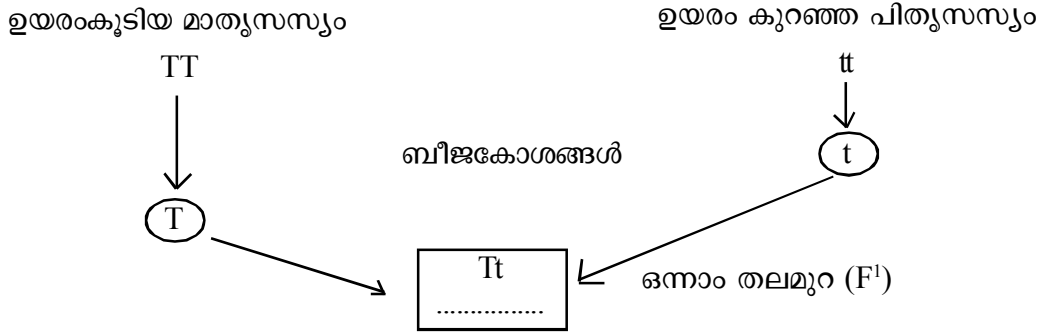 ഉയരംകൂടിയ മാതൃസസ്യം
ഉയരം കുറഞ്ഞ പിതൃസസ്യം
TT
tt
ബീജകോശങ്ങൾ
t
T
Tt
................
ഒന്നാം തലമുറ (F¹)